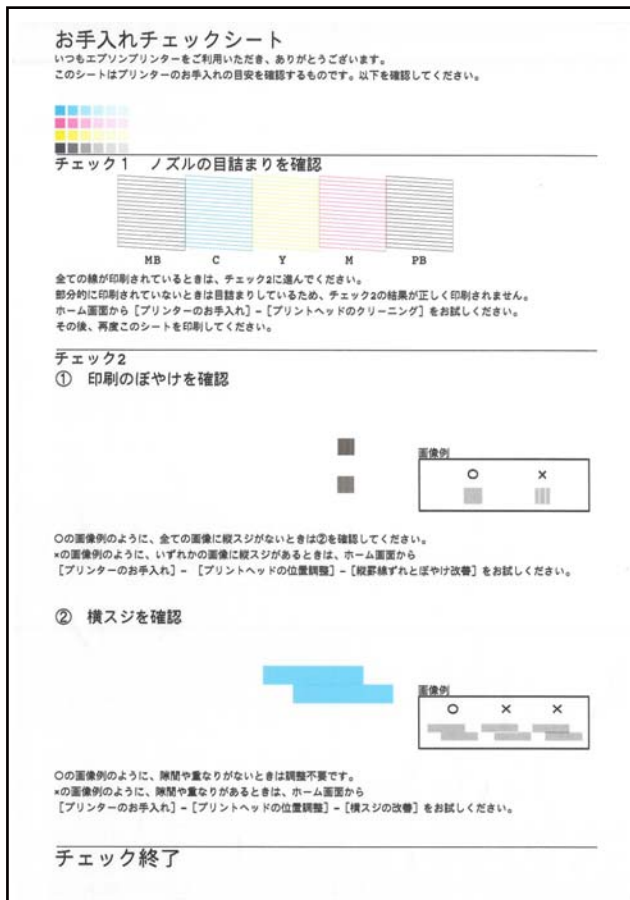 お手入れチェックシート
いつもエプソンプリンターをご利用いただき、ありがとうございます。
このシートはプリンターのお手入れの目安を確認するものです。以下を確認してください。
チェック1 ノズルの目詰まりを確認
MB C Y M PB
全ての線が印刷されているときは、チェック2に進んでください。
部分的に印刷されていないときは目詰まりしているため、チェック2の結果が正しく印刷されません。
ホーム画面から [プリンターのお手入れ] - [プリントヘッドのクリーニング] をお試しください。
その後、再度このシートを印刷してください。
チェック2
① 印刷のぼやけを確認
画像例
○ ×
○の画像例のように、全ての画像に縦スジがないときは②を確認してください。
×の画像例のように、いずれかの画像に縦スジがあるときは、ホーム画面から
[プリンターのお手入れ] - [プリントヘッドの位置調整] - [縦罫線ずれとぼやけ改善] をお試しください。
② 横スジを確認
画像例
○ × ×
○の画像例のように、隙間や重なりがないときは調整不要です。
×の画像例のように、隙間や重なりがあるときは、ホーム画面から
[プリンターのお手入れ] - [プリントヘッドの位置調整] - [横スジの改善] をお試しください。
チェック終了